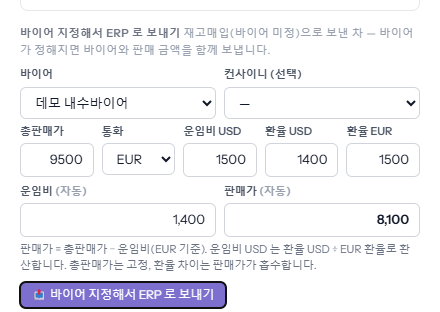 바이어 지정해서 ERP 로 보내기 재고매입(바이어 미정)으로 보낸 차 — 바이어
가 정해지면 바이어와 판매 금액을 함께 보냅니다.
바이어 컨사이니 (선택)
데모 내수바이어 —
총판매가 통화 운임비 USD 환율 USD 환율 EUR
9500 EUR 1500 1400 1500
운임비 (자동) 판매가 (자동)
1,400 8,100
판매가 = 총판매가 − 운임비(EUR 기준). 운임비 USD 는 환율 USD ÷ EUR 환율로 환
산합니다. 총판매가는 고정, 환율 차이는 판매가가 흡수합니다.
바이어 지정해서 ERP 로 보내기